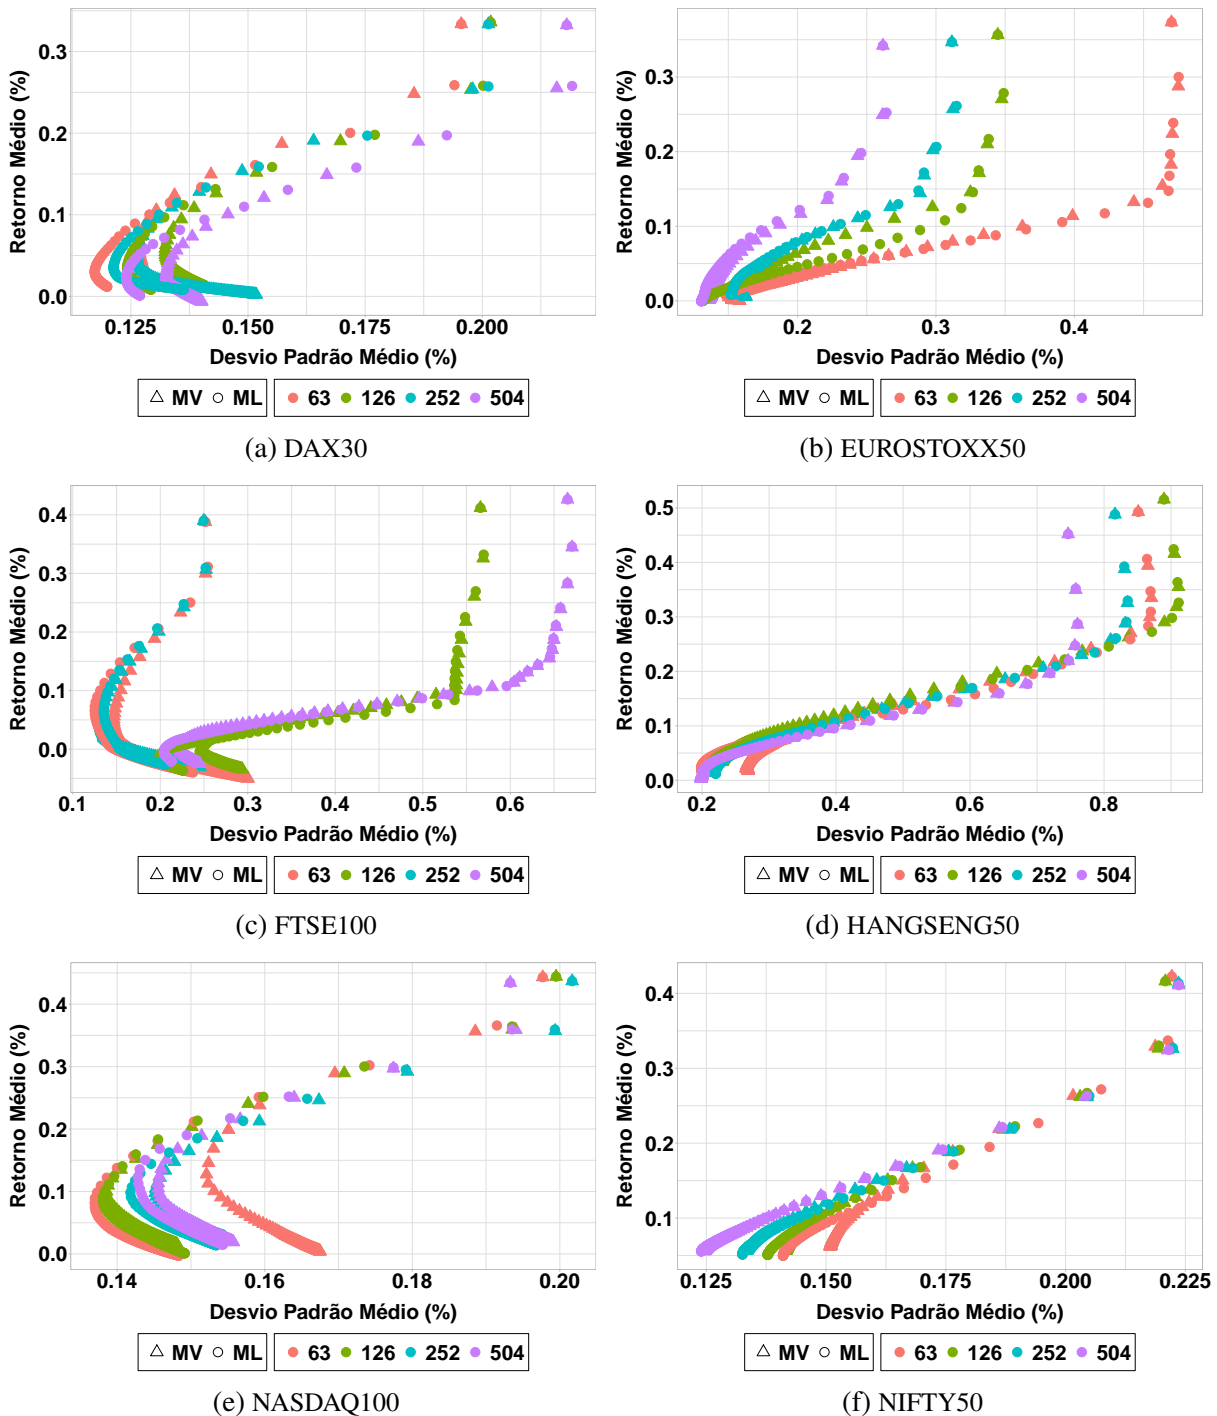 Retorno Médio (%)
0.3
0.2
0.1
0.0
0.125 0.150 0.175 0.200
Desvio Padrão Médio (%)
MV ML 63 126 252 504
(a) DAX30
Retorno Médio (%)
0.3
0.2
0.1
0.0
0.2 0.3 0.4
Desvio Padrão Médio (%)
MV ML 63 126 252 504
(b) EUROSTOXX50
Retorno Médio (%)
0.4
0.3
0.2
0.1
0.0
0.1 0.2 0.3 0.4 0.5 0.6
Desvio Padrão Médio (%)
MV ML 63 126 252 504
(c) FTSE100
Retorno Médio (%)
0.5
0.4
0.3
0.2
0.1
0.0
0.2 0.4 0.6 0.8
Desvio Padrão Médio (%)
MV ML 63 126 252 504
(d) HANGSENG50
Retorno Médio (%)
0.4
0.3
0.2
0.1
0.0
0.14 0.16 0.18 0.20
Desvio Padrão Médio (%)
MV ML 63 126 252 504
(e) NASDAQ100
Retorno Médio (%)
0.4
0.3
0.2
0.1
0.125 0.150 0.175 0.200 0.225
Desvio Padrão Médio (%)
MV ML 63 126 252 504
(f) NIFTY50